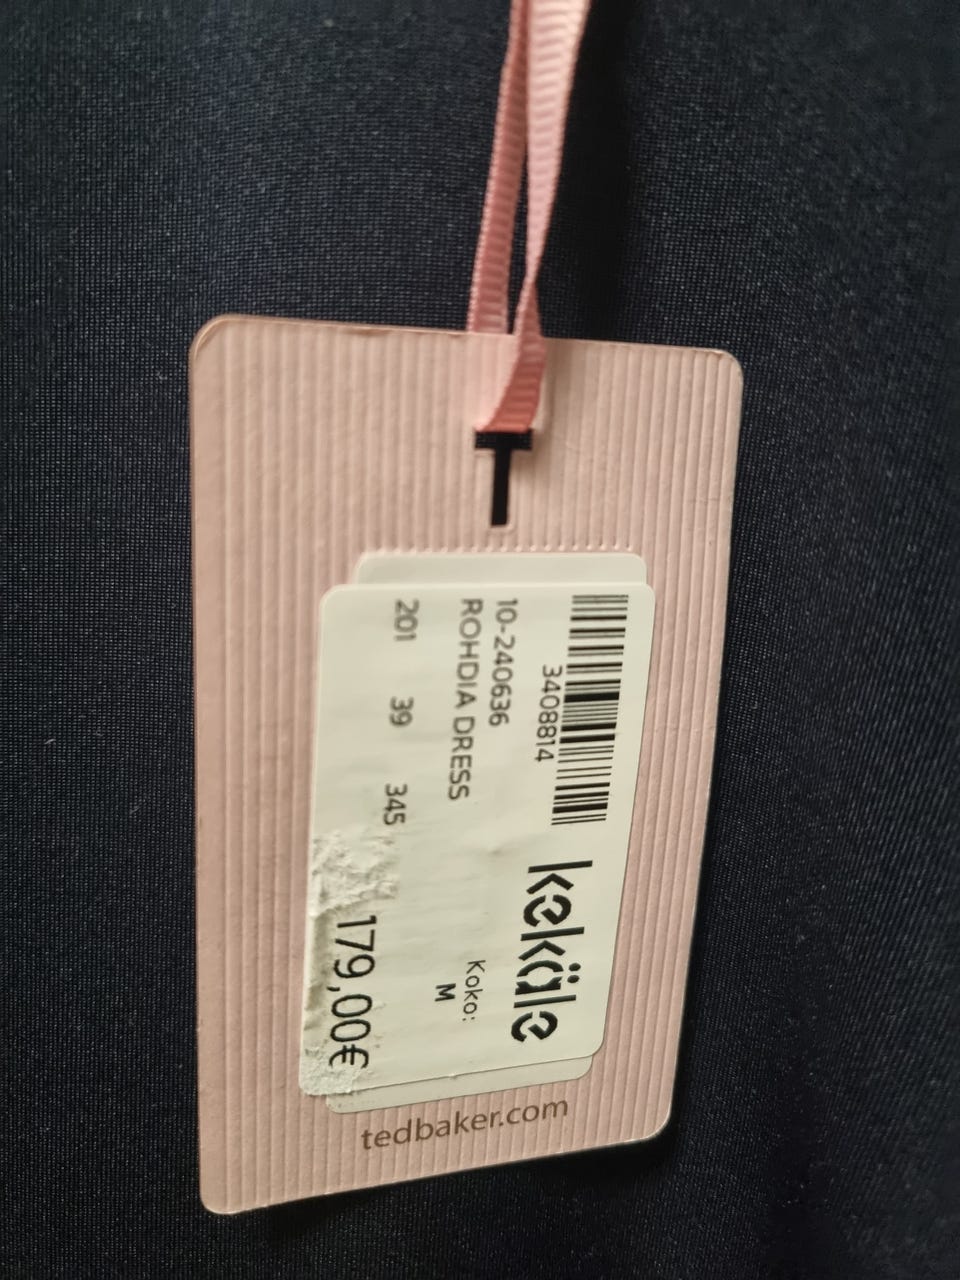 T
3408814
kekäle
10-240636
ROHDIA DRESS
Koko:
M
201 39 345
179,00€
tedbaker.com